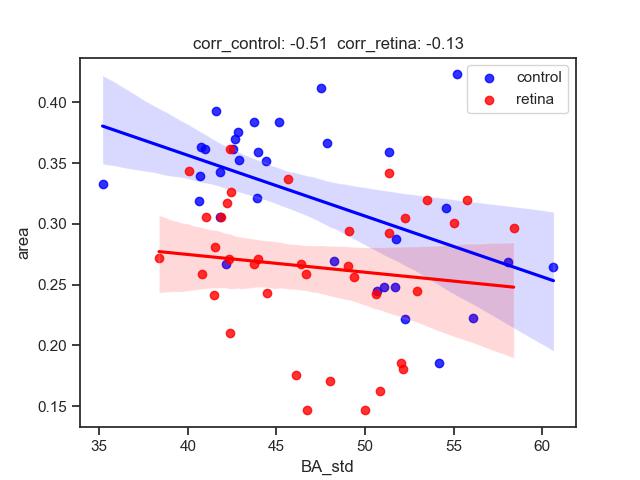 corr_control: -0.51  corr_retina: -0.13
control
retina
area
0.40
0.35
0.30
0.25
0.20
0.15
35 40 45 50 55 60
BA_std